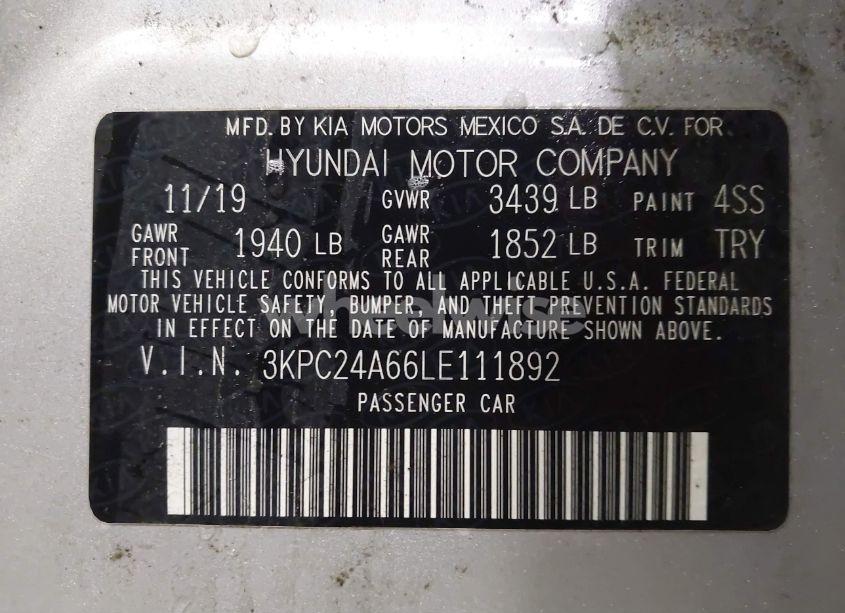 MFD. BY KIA MOTORS MEXICO S.A. DE C.V. FOR
HYUNDAI MOTOR COMPANY
11/19 GVWR 3439 LB PAINT 4SS
GAWR FRONT 1940 LB GAWR REAR 1852 LB TRIM TRY
THIS VEHICLE CONFORMS TO ALL APPLICABLE U.S.A. FEDERAL
MOTOR VEHICLE SAFETY, BUMPER, AND THEFT PREVENTION STANDARDS
IN EFFECT ON THE DATE OF MANUFACTURE SHOWN ABOVE.
V.I.N. 3KPC24A66LE111892
PASSENGER CAR
wheelwise